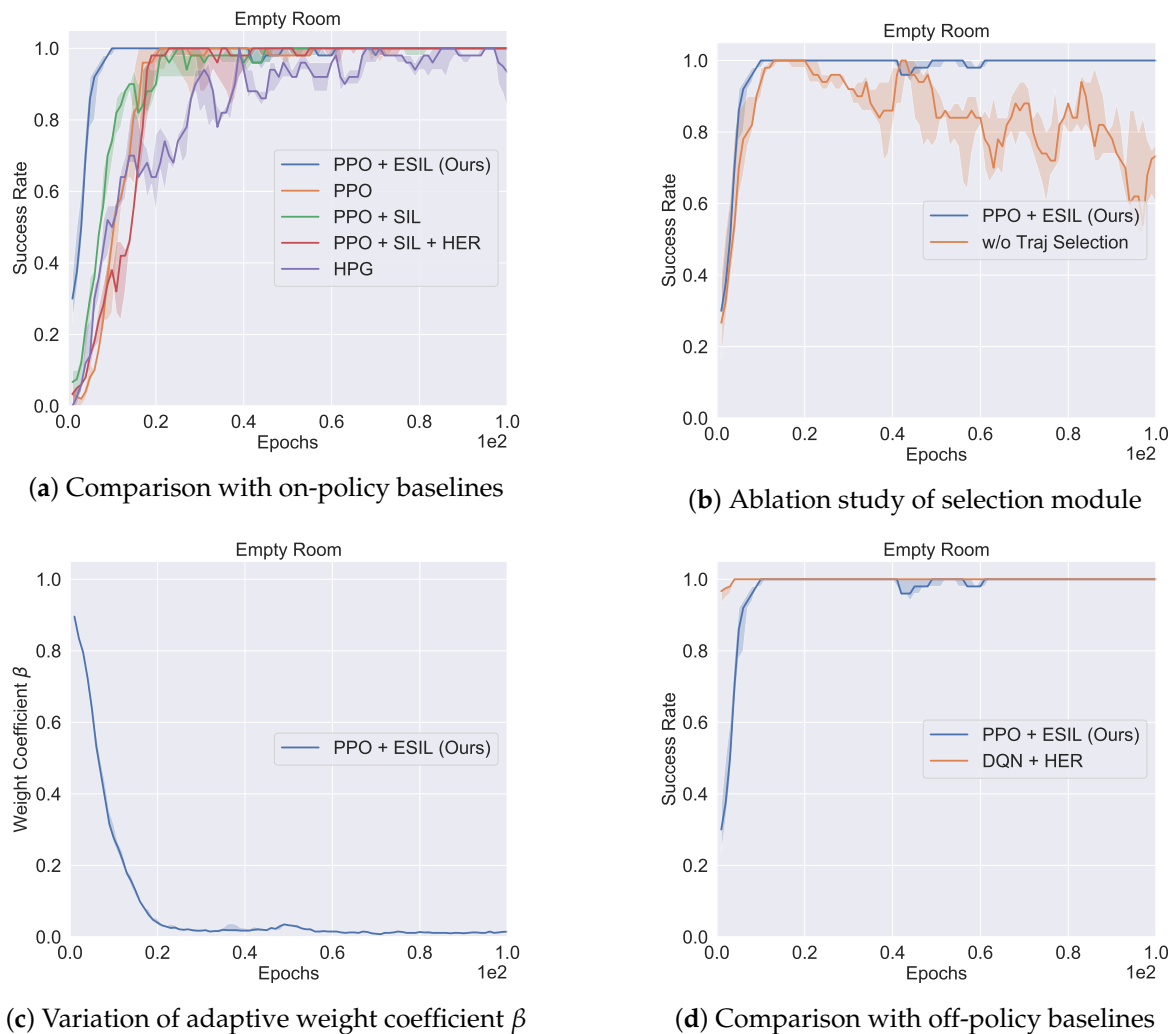 Empty Room
1.0
0.8
0.6
0.4
0.2
0.0
Success Rate
PPO + ESIL (Ours)
PPO
PPO + SIL
PPO + SIL + HER
HPG
0.0 0.2 0.4 0.6 0.8 1.0
Epochs
1e2
(a) Comparison with on-policy baselines
Empty Room
1.0
0.8
0.6
0.4
0.2
0.0
Success Rate
PPO + ESIL (Ours)
w/o Traj Selection
0.0 0.2 0.4 0.6 0.8 1.0
Epochs
1e2
(b) Ablation study of selection module
Empty Room
1.0
0.8
0.6
0.4
0.2
0.0
Weight Coefficient β
PPO + ESIL (Ours)
0.0 0.2 0.4 0.6 0.8 1.0
Epochs
1e2
(c) Variation of adaptive weight coefficient β
Empty Room
1.0
0.8
0.6
0.4
0.2
0.0
Success Rate
PPO + ESIL (Ours)
DQN + HER
0.0 0.2 0.4 0.6 0.8 1.0
Epochs
1e2
(d) Comparison with off-policy baselines